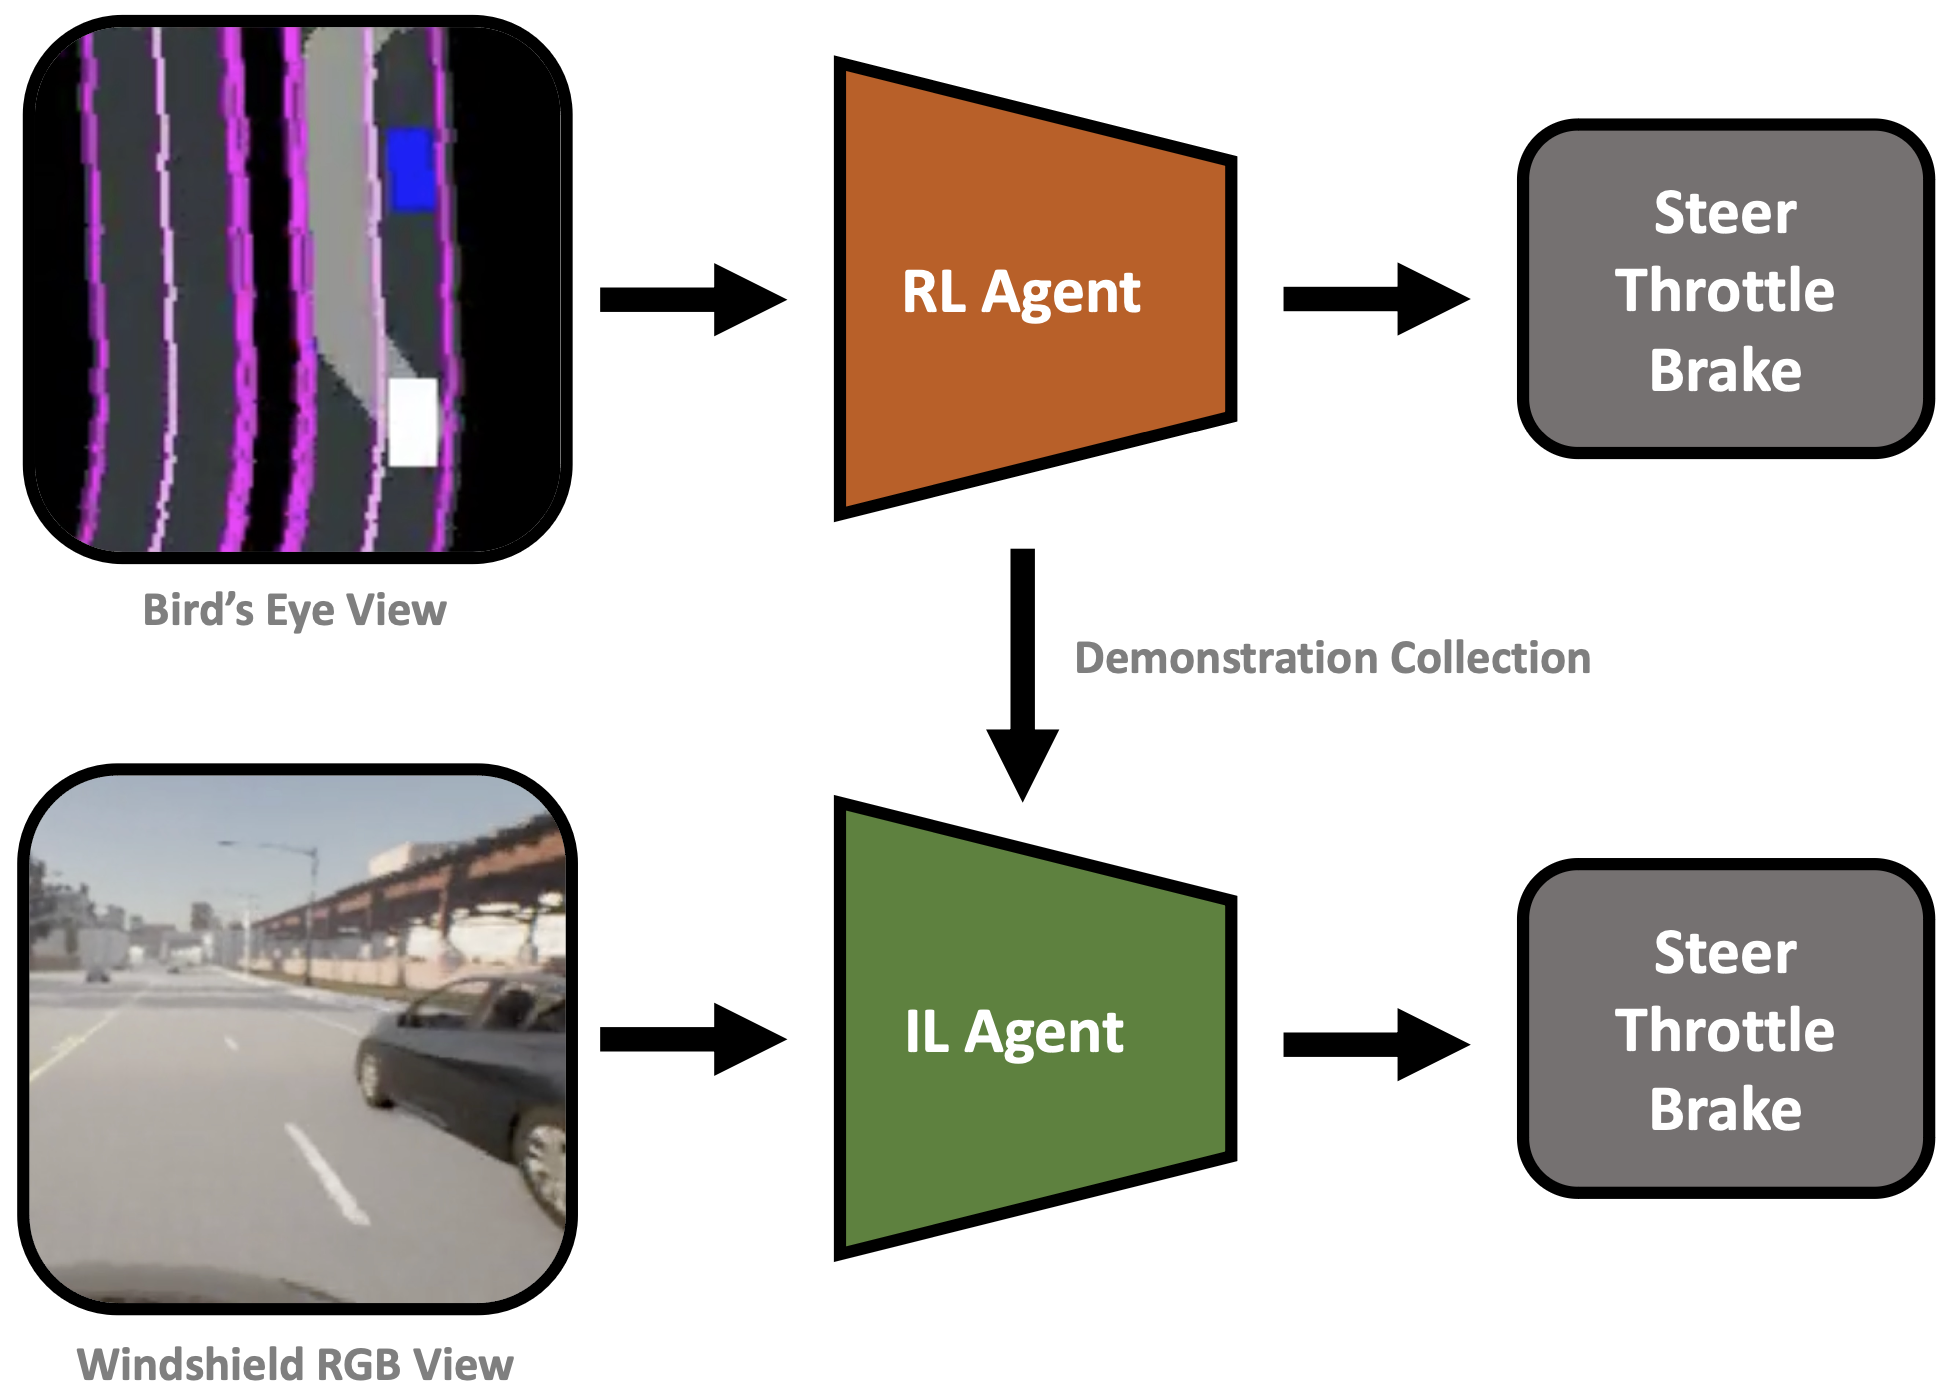 RL Agent
Steer
Throttle
Brake
Bird’s Eye View
Demonstration Collection
IL Agent
Steer
Throttle
Brake
Windshield RGB View